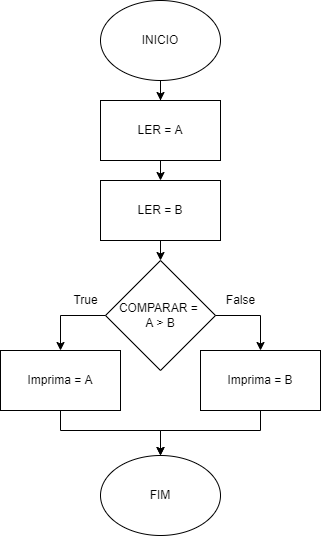 INICIO
LER = A
LER = B
COMPARAR =
A > B
True
False
Imprima = A
Imprima = B
FIM